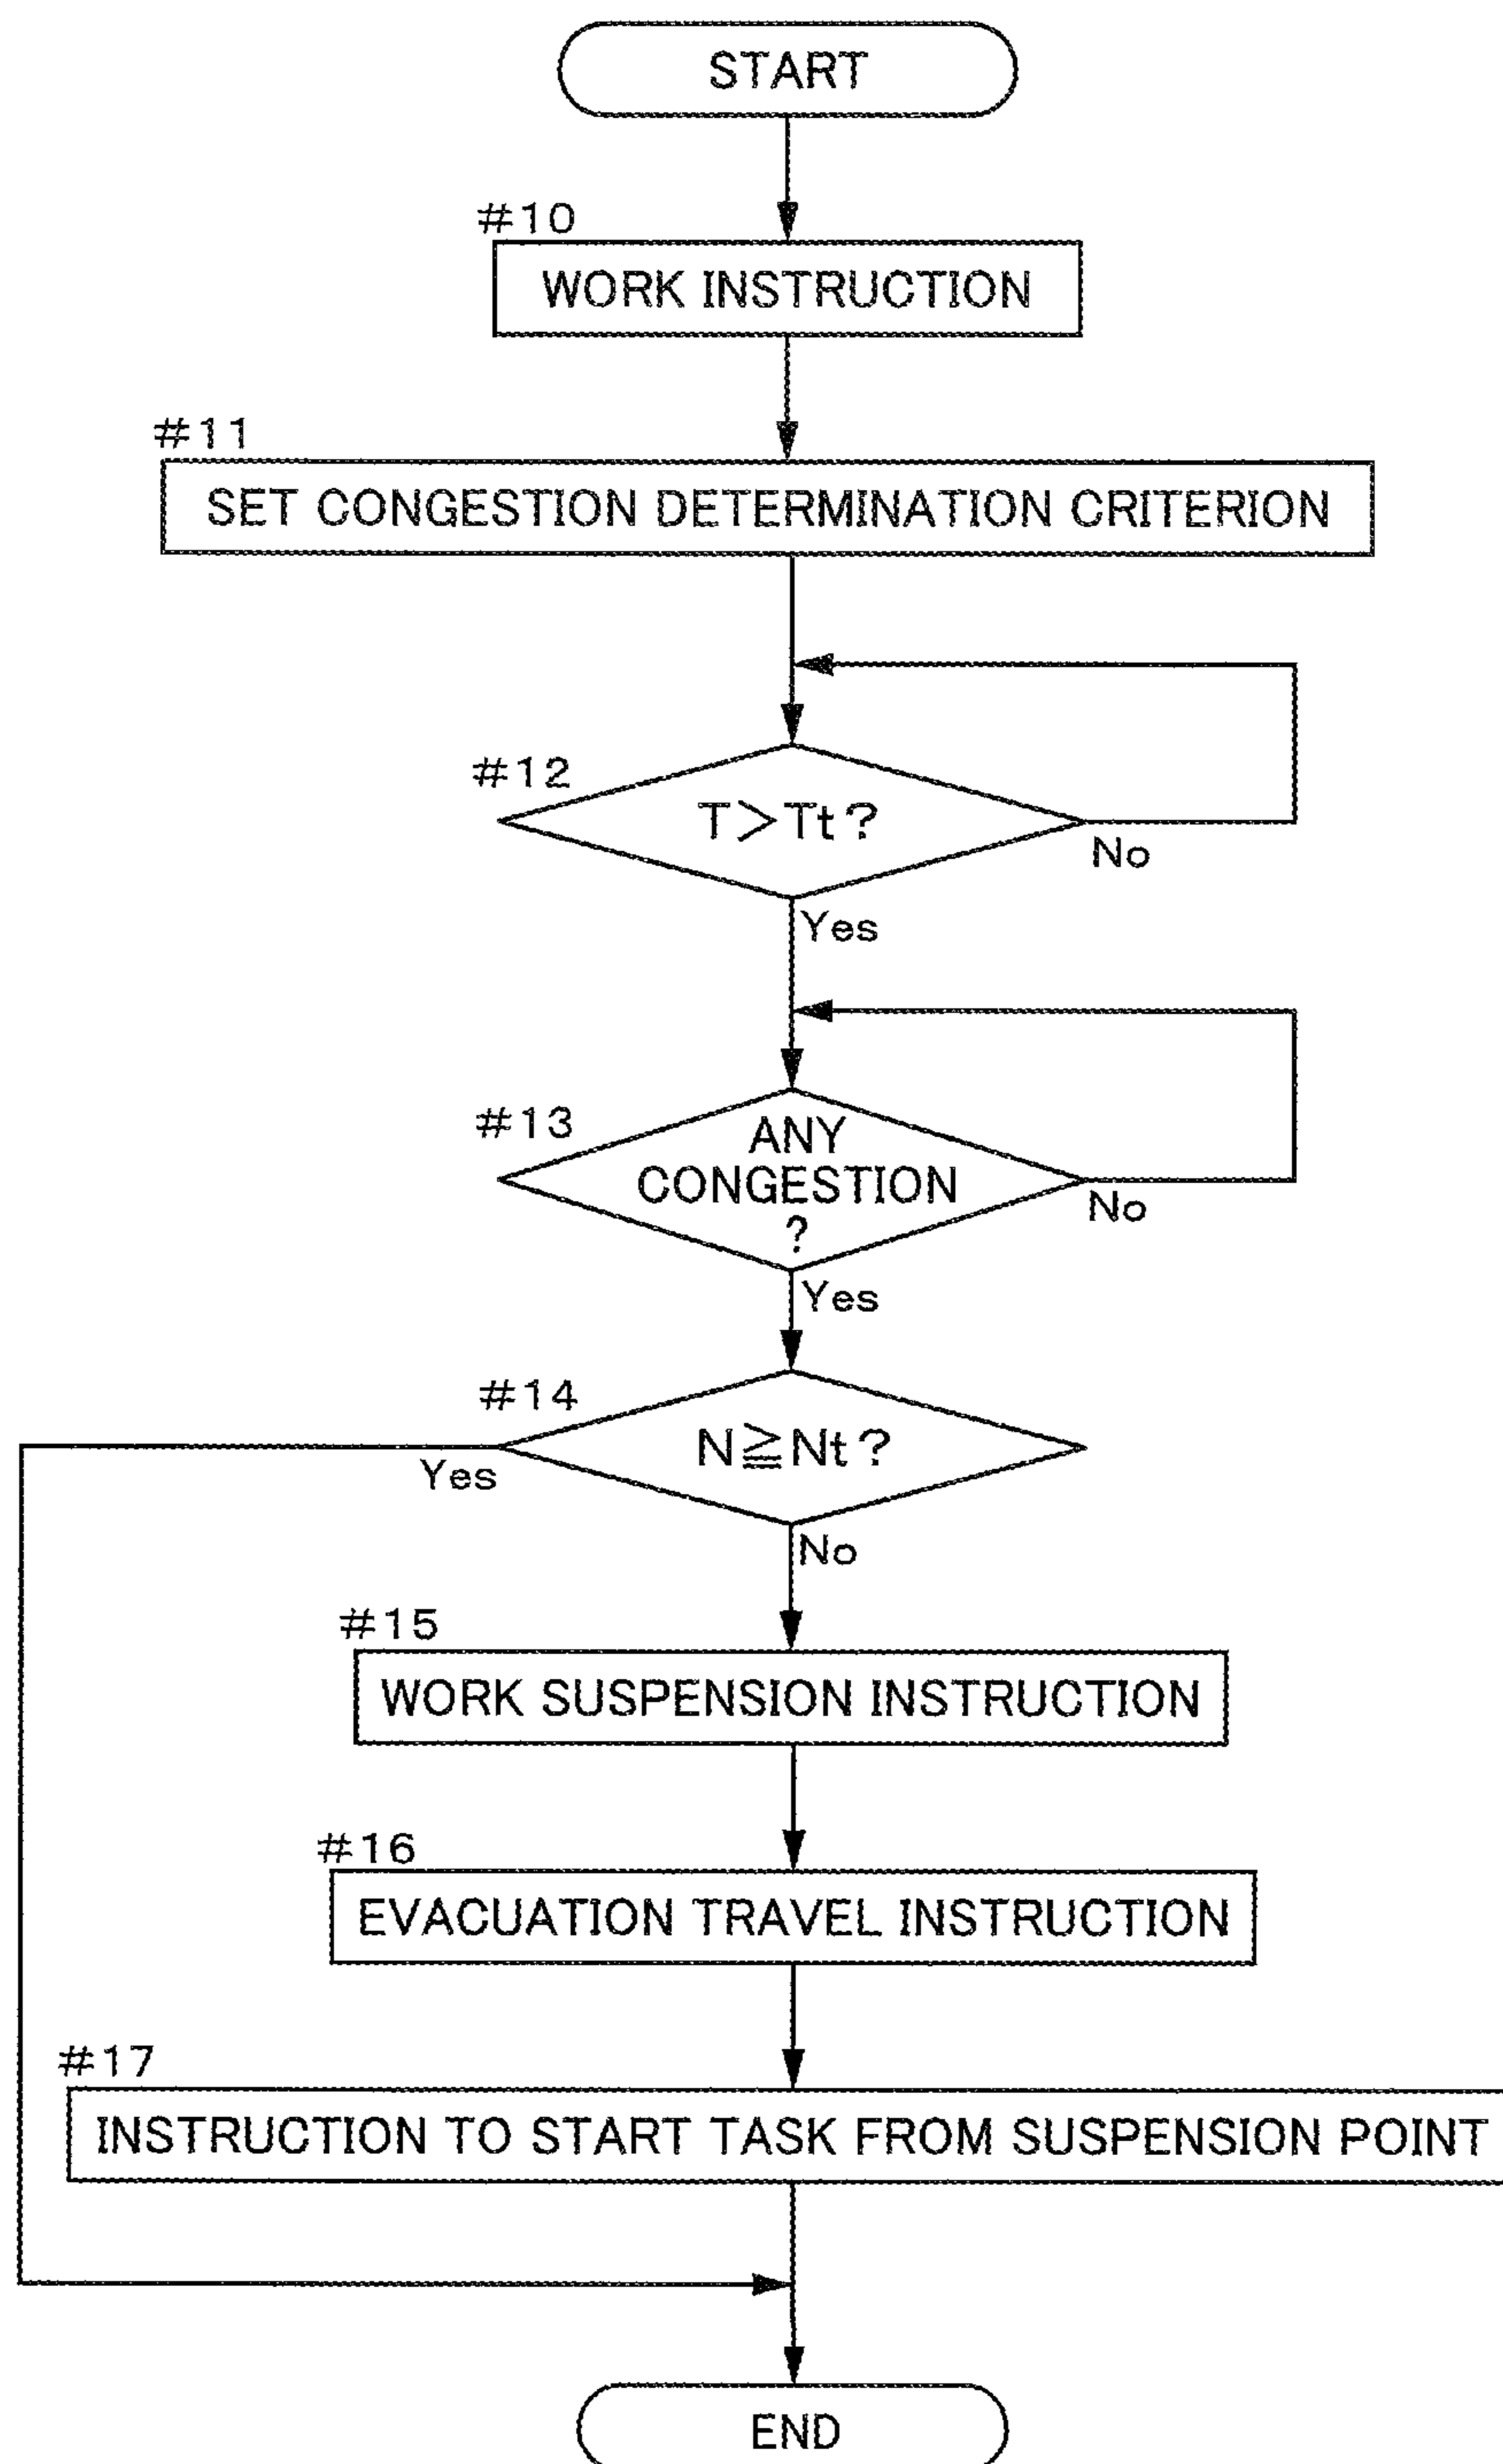 START
#10
WORK INSTRUCTION
#11
SET CONGESTION DETERMINATION CRITERION
#12
T>Tt?
No
Yes
#13
ANY
CONGESTION
?
No
Yes
#14
N≧Nt?
Yes
No
#15
WORK SUSPENSION INSTRUCTION
#16
EVACUATION TRAVEL INSTRUCTION
#17
INSTRUCTION TO START TASK FROM SUSPENSION POINT
END